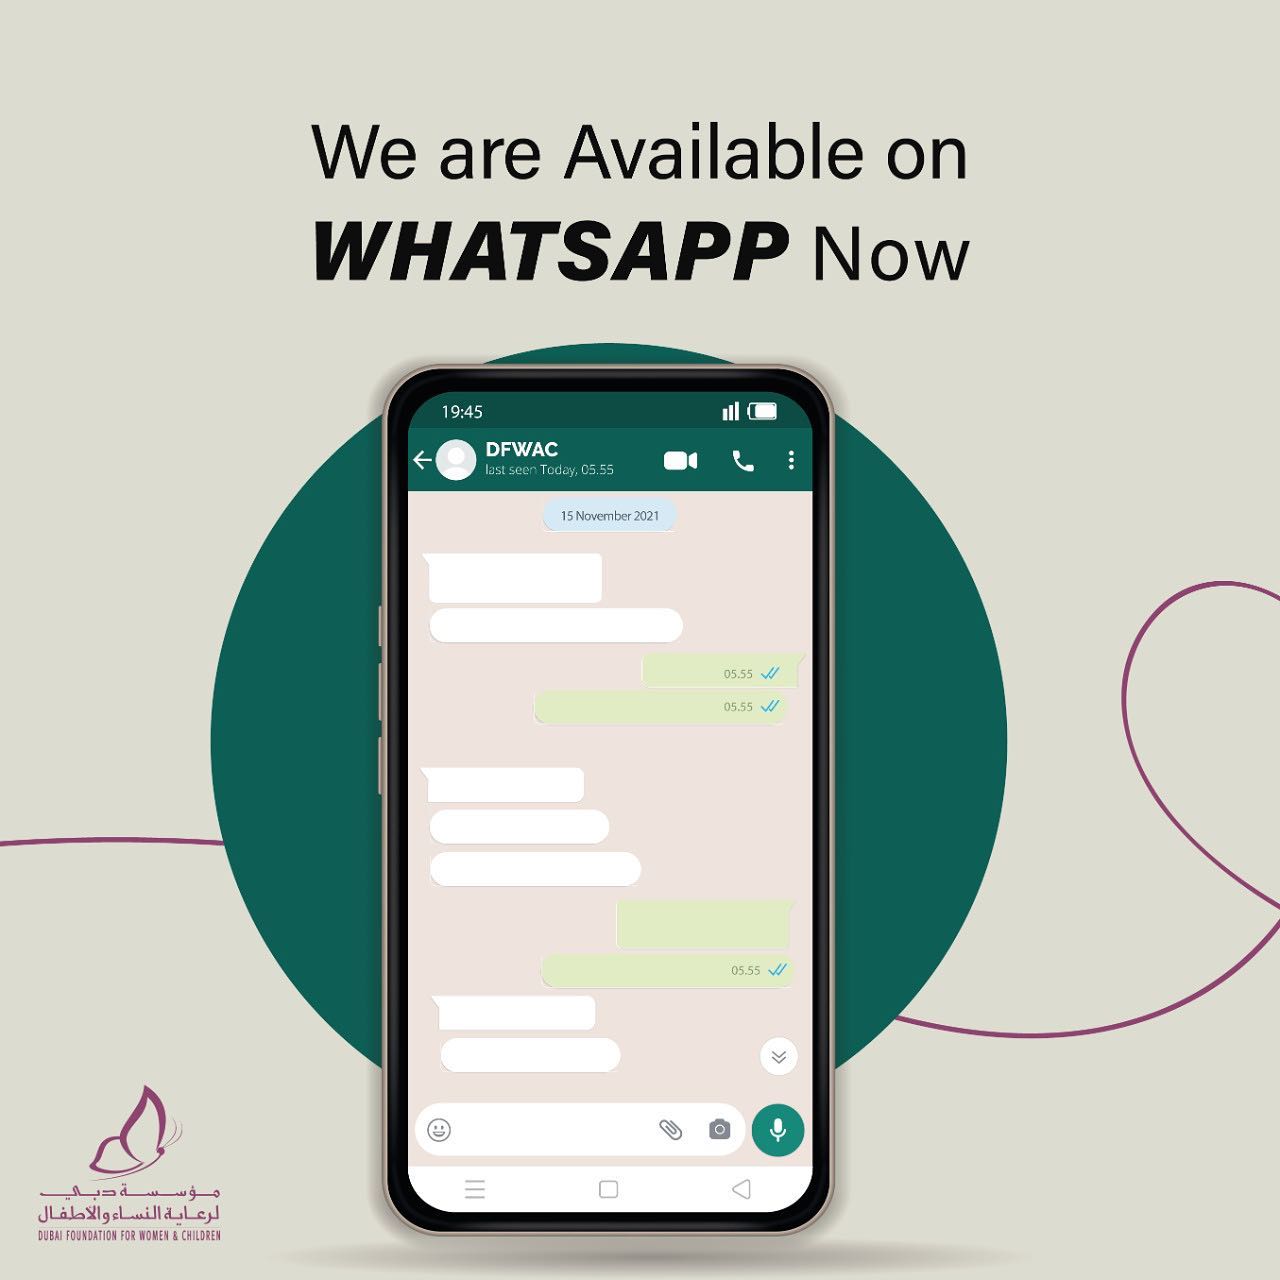 We are Available on
WHATSAPP Now
19:45
DFWAC
last seen Today, 05.55
15 November 2021
05.55
05.55
05.55
مؤسسة دبي
لرعاية النساء والاطفال
DUBAI FOUNDATION FOR WOMEN & CHILDREN